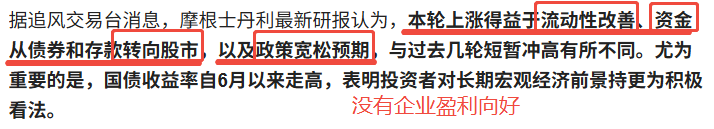 据追风交易台消息，摩根士丹利最新研报认为，本轮上涨得益于流动性改善、资金
从债券和存款转向股市，以及政策宽松预期，与过去几轮短暂冲高有所不同。尤为
重要的是，国债收益率自6月以来走高，表明投资者对长期宏观经济前景持更为积极
看法。
没有企业盈利向好